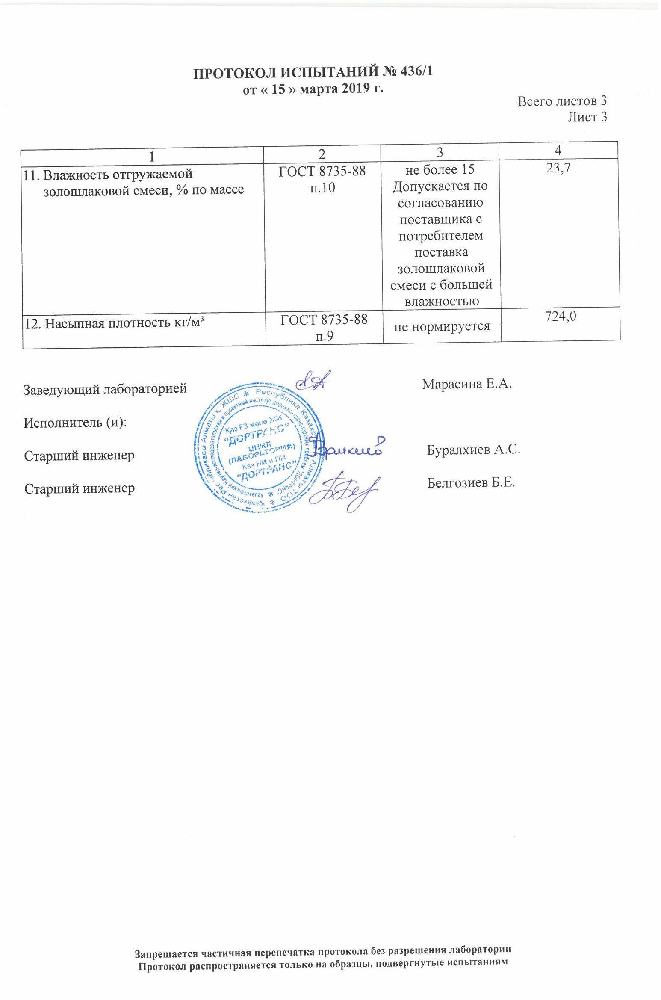 ПРОТОКОЛ ИСПЫТАНИЙ № 436/1
от « 15 » марта 2019 г.
Всего листов 3
Лист 3
1 2 3 4
11. Влажность отгружаемой
золошлаковой смеси, % по массе
ГОСТ 8735-88
п.10
не более 15
Допускается по
согласованию
поставщика с
потребителем
поставка
золошлаковой
смеси с большей
влажностью
23,7
12. Насыпная плотность кг/м³
ГОСТ 8735-88
п.9
не нормируется
724,0
Заведующий лабораторией
Марасина Е.А.
Исполнитель (и):
Старший инженер
Буралхиев А.С.
Старший инженер
Белгозиев Б.Е.
Қазақстан Республикасы Алматы қ. ЖШС * Республика Казахстан Алматы ТОО *
Казахстанский научно-исследовательский и проектный институт дорожно-транспортных проблем "Дортранс" *
Қаз ҒЗ және ЖИ
“ДОРТРАНС”
ЦНИЛ
(ЛАБОРАТОРИЯ)
Каз НИ и ПИ
“ДОРТРАНС”
Запрещается частичная перепечатка протокола без разрешения лаборатории
Протокол распространяется только на образцы, подвергнутые испытаниям